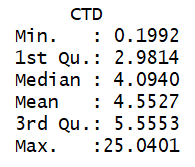 CTD
Min.   : 0.1992
1st Qu.: 2.9814
Median : 4.0940
Mean   : 4.5527
3rd Qu.: 5.5553
Max.   :25.0401